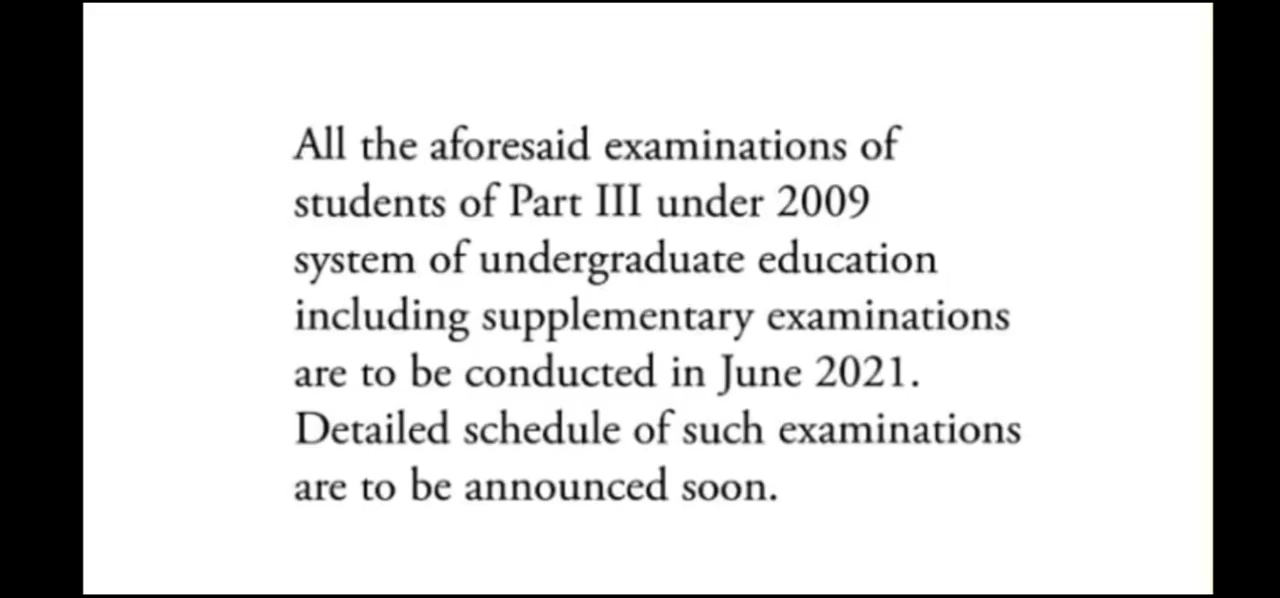 All the aforesaid examinations of
students of Part III under 2009
system of undergraduate education
including supplementary examinations
are to be conducted in June 2021.
Detailed schedule of such examinations
are to be announced soon.